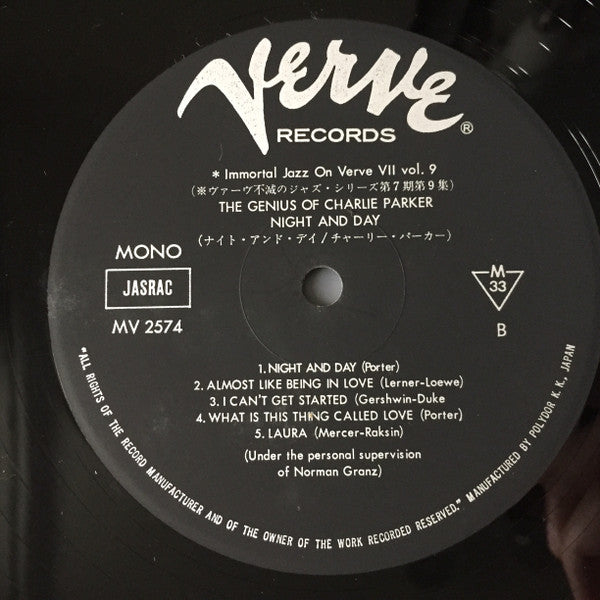 Verve
RECORDS ®
* Immortal Jazz On Verve VII vol. 9
(※ヴァーヴ不滅のジャズ・シリーズ第7期第9集)
THE GENIUS OF CHARLIE PARKER
NIGHT AND DAY
(ナイト・アンド・デイ/チャーリー・パーカー)
MONO
JASRAC
MV 2574
M
33
B
1. NIGHT AND DAY (Porter)
2. ALMOST LIKE BEING IN LOVE (Lerner-Loewe)
3. I CAN'T GET STARTED (Gershwin-Duke
4. WHAT IS THIS THING CALLED LOVE (Porter)
5. LAURA (Mercer-Raksin)
(Under the personal supervision
of Norman Granz)
"ALL RIGHTS OF THE RECORD MANUFACTURER AND OF THE OWNER OF THE WORK RECORDED RESERVED." MANUFACTURED BY POLYDOR K. K., JAPAN